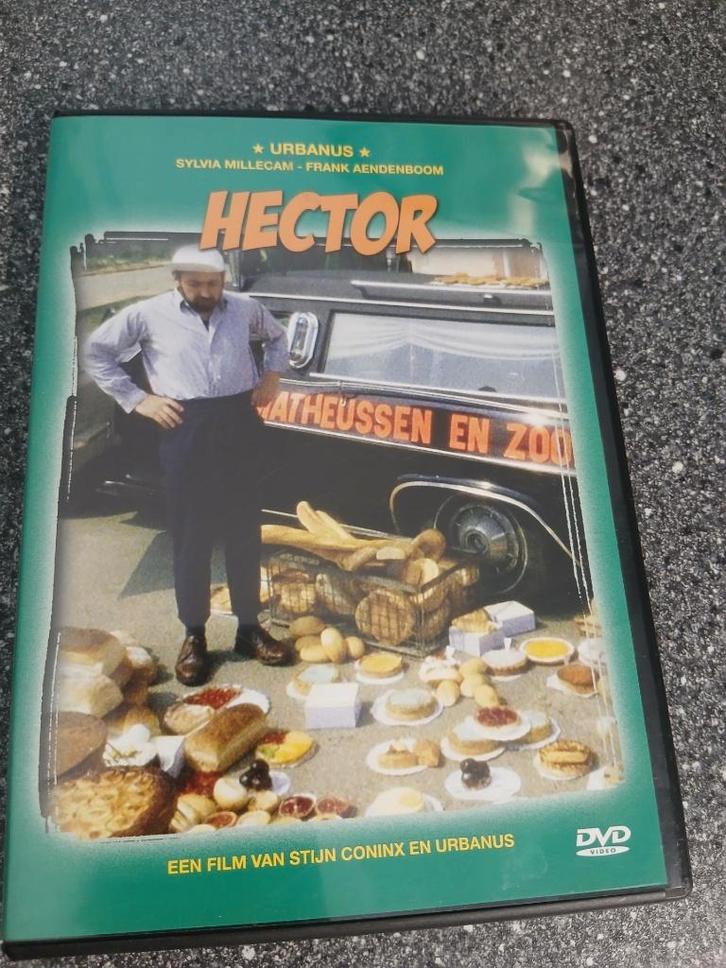 ★ URBANUS ★
SYLVIA MILLECAM - FRANK AENDENBOOM
HECTOR
MATHEUSSEN EN ZOO
EEN FILM VAN STIJN CONINX EN URBANUS
DVD
VIDEO